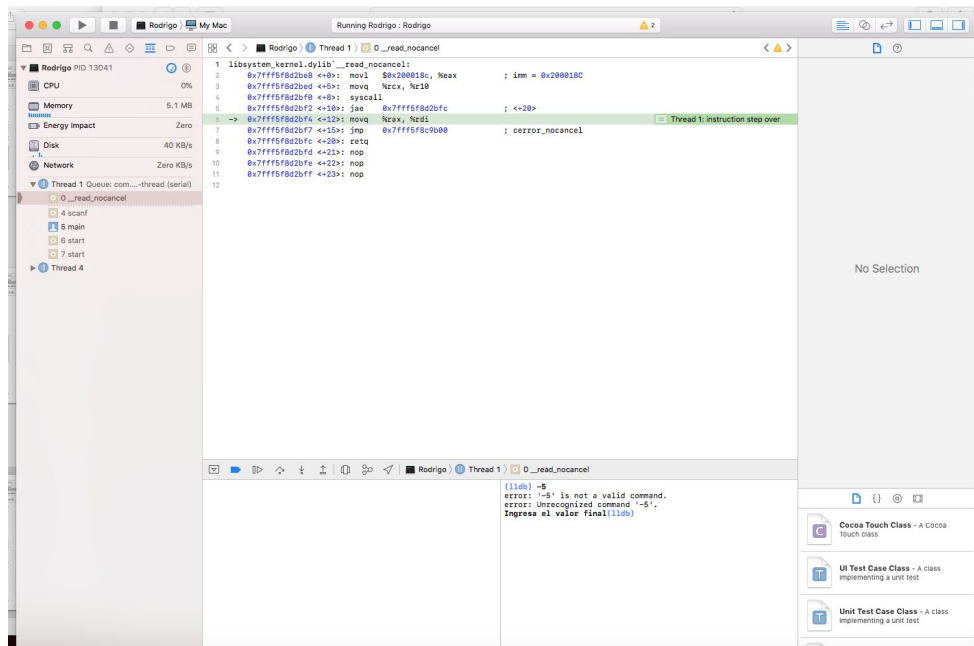 Rodrigo
My Mac
Running Rodrigo : Rodrigo
2
Rodrigo
Thread 1
0 __read_nocancel
Rodrigo PID 13041
CPU 0%
Memory 5.1 MB
Energy Impact Zero
Disk 40 KB/s
Network Zero KB/s
Thread 1 Queue: com....-thread (serial)
0 __read_nocancel
4 scanf
5 main
6 start
7 start
Thread 4
1 libsystem_kernel.dylib`__read_nocancel:
2 0x7fff5f8d2be8 <+0>: movl $0x200018c, %eax ; imm = 0x200018C
3 0x7fff5f8d2bed <+5>: movq %rcx, %r10
4 0x7fff5f8d2bf0 <+8>: syscall
5 0x7fff5f8d2bf2 <+10>: jae 0x7fff5f8d2bfc ; <+20>
6 -> 0x7fff5f8d2bf4 <+12>: movq %rax, %rdi
Thread 1: instruction step over
7 0x7fff5f8d2bf7 <+15>: jmp 0x7fff5f8c9b00 ; cerror_nocancel
8 0x7fff5f8d2bfc <+20>: retq
9 0x7fff5f8d2bfd <+21>: nop
10 0x7fff5f8d2bfe <+22>: nop
11 0x7fff5f8d2bff <+23>: nop
12
Rodrigo
Thread 1
0 __read_nocancel
(lldb) -5
error: '-5' is not a valid command.
error: Unrecognized command '-5'.
Ingresa el valor final(lldb)
No Selection
Cocoa Touch Class - A Cocoa
Touch class
UI Test Case Class - A class
implementing a unit test
Unit Test Case Class - A class
implementing a unit test